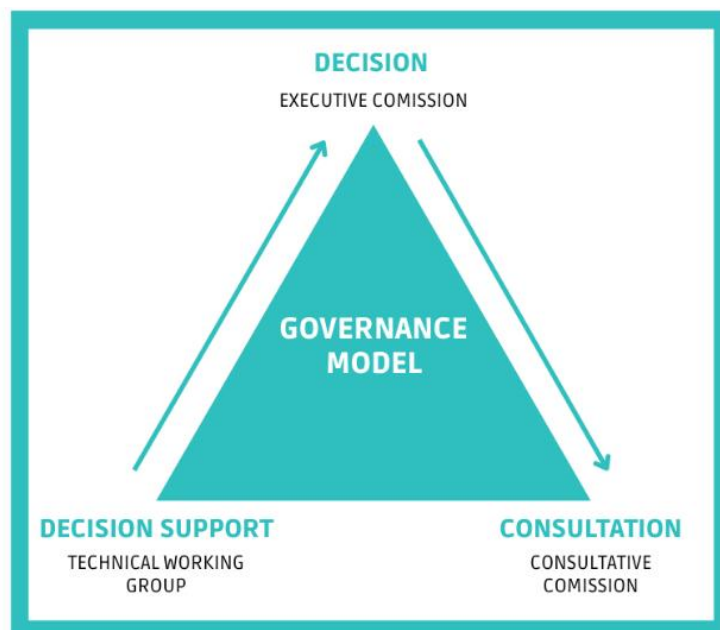 DECISION
EXECUTIVE COMISSION
GOVERNANCE
MODEL
DECISION SUPPORT
TECHNICAL WORKING
GROUP
CONSULTATION
CONSULTATIVE
COMISSION